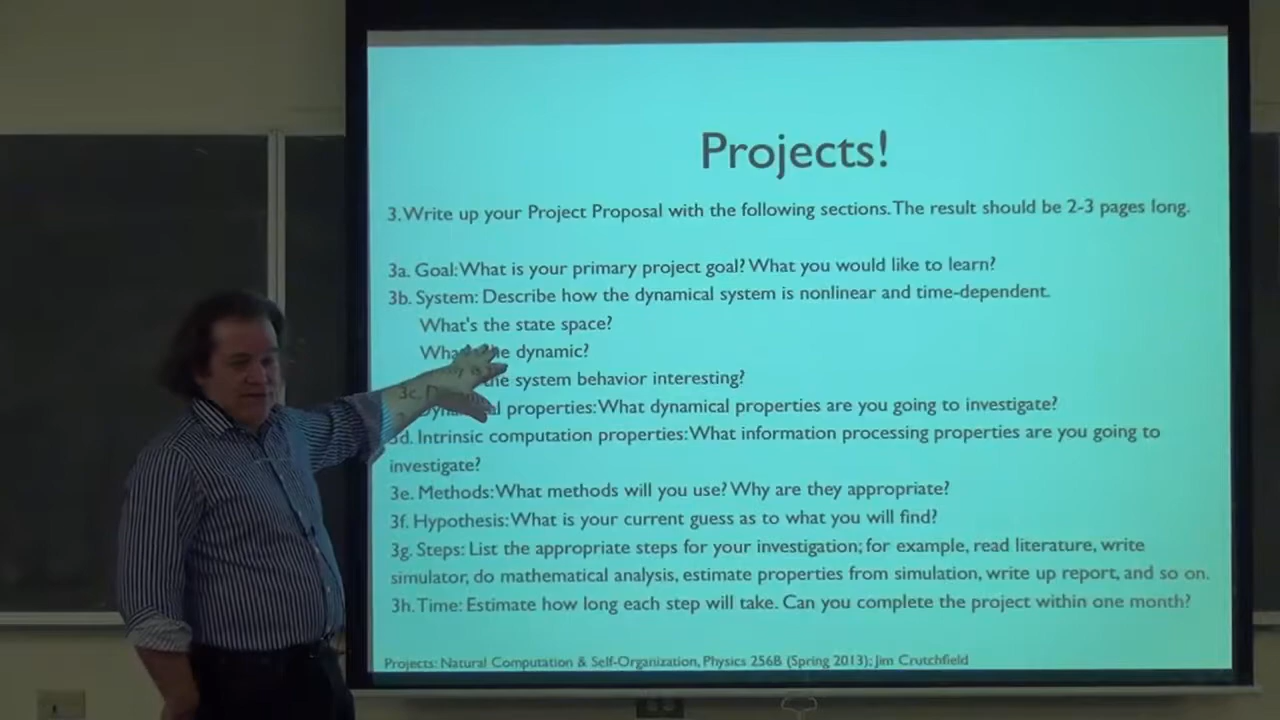 Projects!
3. Write up your Project Proposal with the following sections. The result should be 2-3 pages long.
3a. Goal: What is your primary project goal? What you would like to learn?
3b. System: Describe how the dynamical system is nonlinear and time-dependent.
What's the state space?
the dynamic?
the system behavior interesting?
properties: What dynamical properties are you going to investigate?
3d. Intrinsic computation properties: What information processing properties are you going to
investigate?
3e. Methods: What methods will you use? Why are they appropriate?
3f. Hypothesis: What is your current guess as to what you will find?
3g. Steps: List the appropriate steps for your investigation; for example, read literature, write
simulator, do mathematical analysis, estimate properties from simulation, write up report, and so on.
3h. Time: Estimate how long each step will take. Can you complete the project within one month?
Projects: Natural Computation & Self-Organization, Physics 256B (Spring 2013); Jim Crutchfield